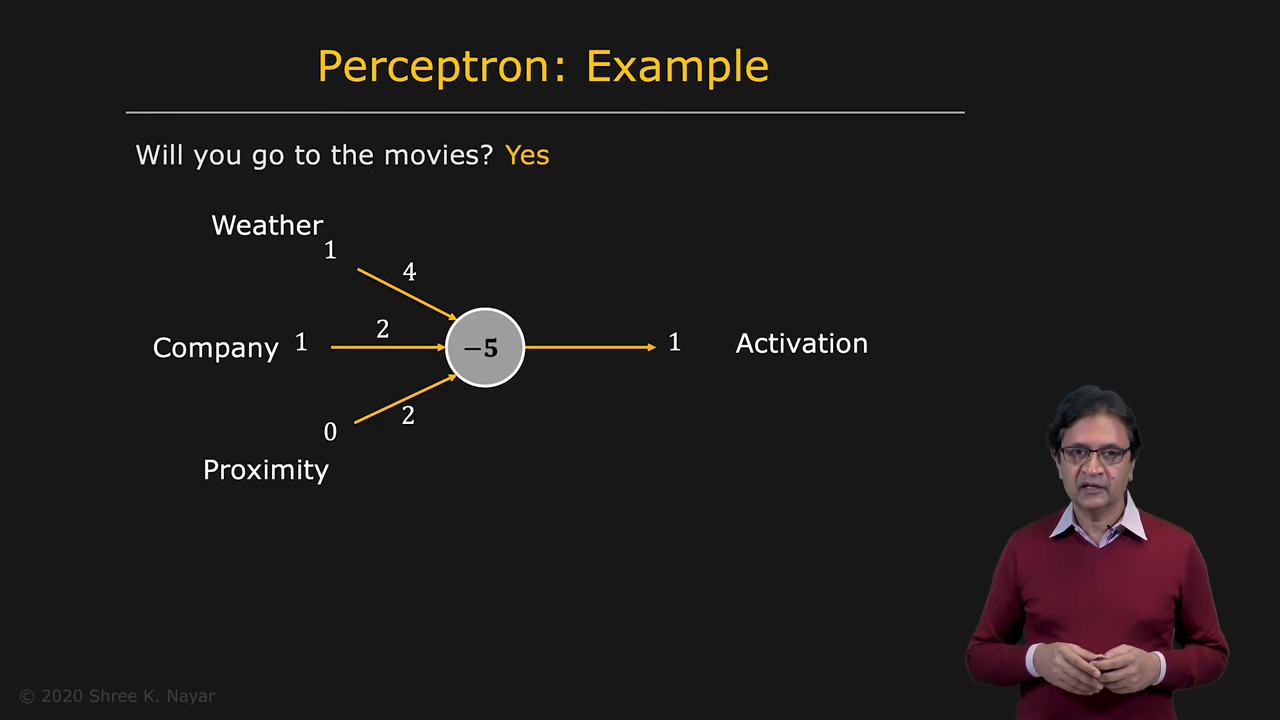 Perceptron: Example
Will you go to the movies? Yes
Weather
1
4
Company 1
2
−5
1
Activation
0
2
Proximity
© 2020 Shree K. Nayar